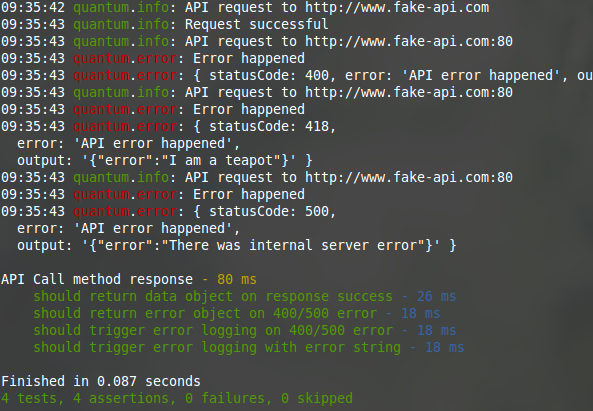 09:35:42 quantum.info: API request to http://www.fake-api.com
09:35:43 quantum.info: Request successful
09:35:43 quantum.info: API request to http://www.fake-api.com:80
09:35:43 quantum.error: Error happened
09:35:43 quantum.error: { statusCode: 400, error: 'API error happened', ou
09:35:43 quantum.info: API request to http://www.fake-api.com:80
09:35:43 quantum.error: Error happened
09:35:43 quantum.error: { statusCode: 418,
  error: 'API error happened',
  output: '{"error":"I am a teapot"}' }
09:35:43 quantum.info: API request to http://www.fake-api.com:80
09:35:43 quantum.error: Error happened
09:35:43 quantum.error: { statusCode: 500,
  error: 'API error happened',
  output: '{"error":"There was internal server error"}' }
API Call method response - 80 ms
    should return data object on response success - 26 ms
    should return error object on 400/500 error - 18 ms
    should trigger error logging on 400/500 error - 18 ms
    should trigger error logging with error string - 18 ms
Finished in 0.087 seconds
4 tests, 4 assertions, 0 failures, 0 skipped